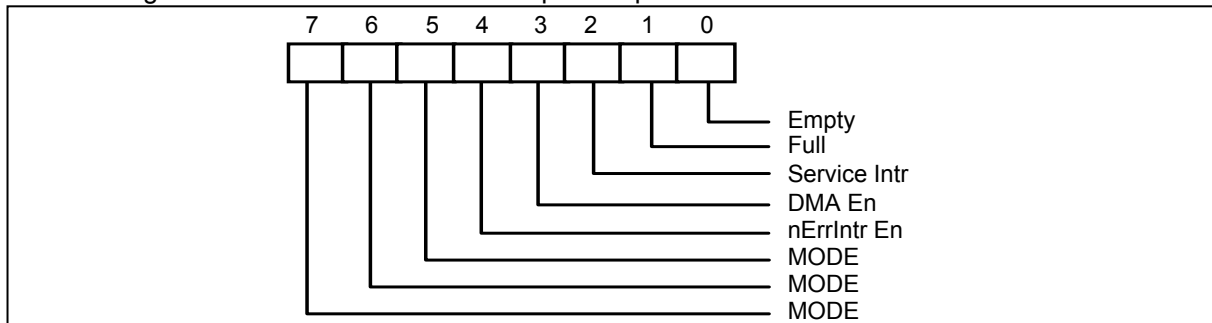 7 6 5 4 3 2 1 0
Empty
Full
Service Intr
DMA En
nErrIntr En
MODE
MODE
MODE